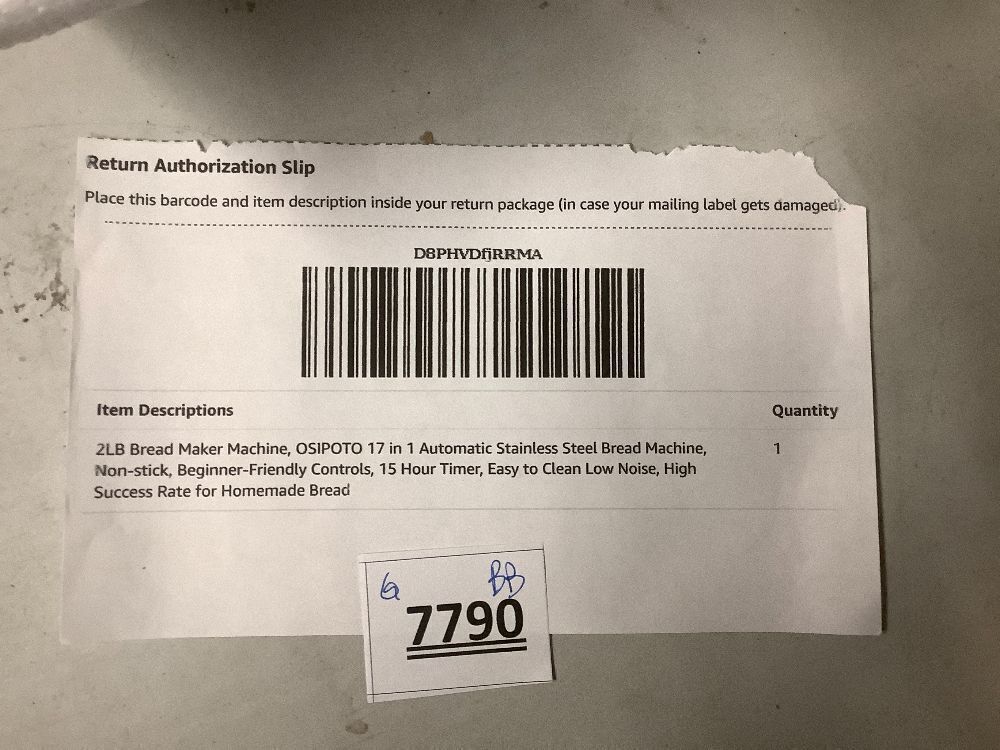 Return Authorization Slip
Place this barcode and item description inside your return package (in case your mailing label gets damaged).
D8PHVDfjRRMA
Item Descriptions Quantity
2LB Bread Maker Machine, OSIPOTO 17 in 1 Automatic Stainless Steel Bread Machine, 1
Non-stick, Beginner-Friendly Controls, 15 Hour Timer, Easy to Clean Low Noise, High
Success Rate for Homemade Bread
BB
7790